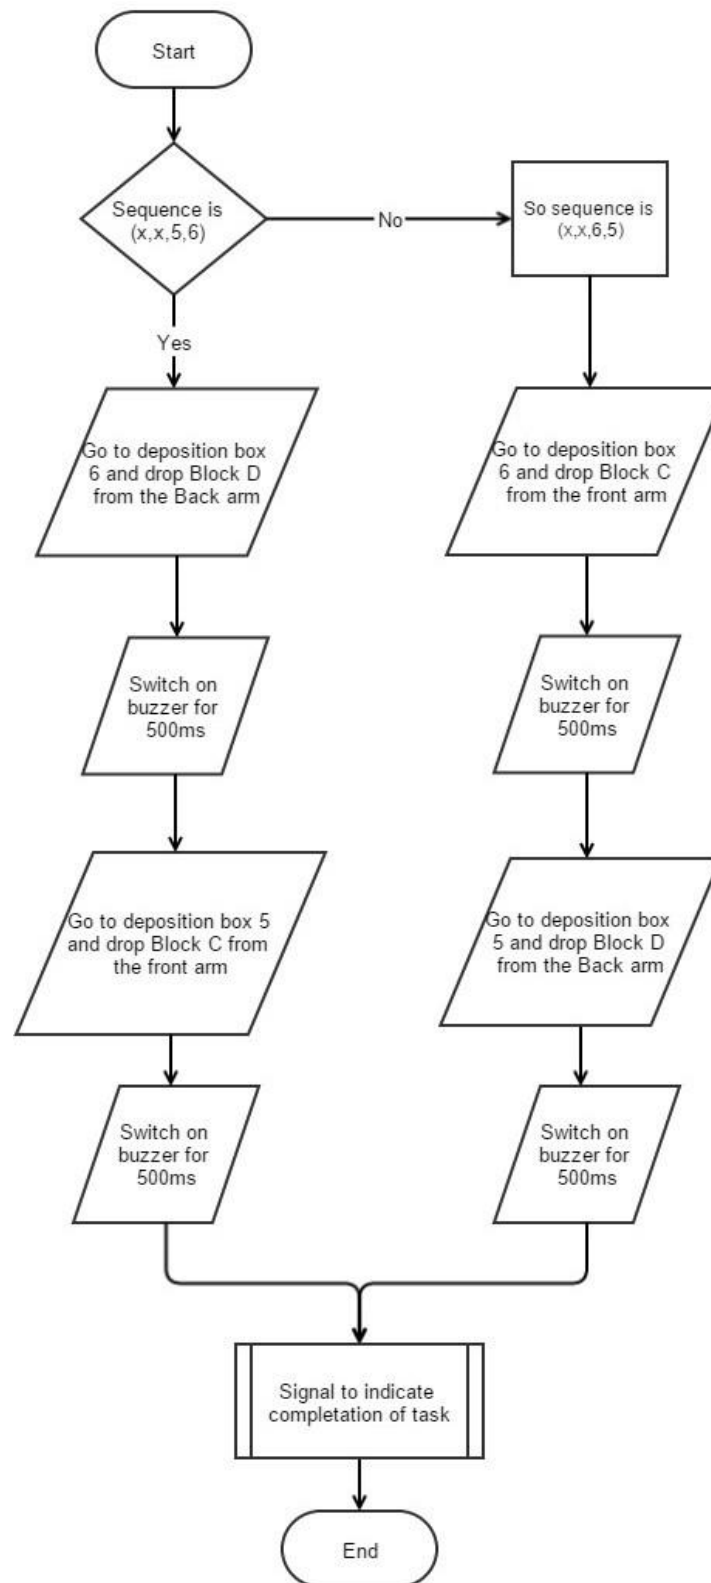 Start
Sequence is
(x,x,5,6)
No
So sequence is
(x,x,6,5)
Yes
Go to deposition box
6 and drop Block D
from the Back arm
Go to deposition box
6 and drop Block C
from the front arm
Switch on
buzzer for
500ms
Switch on
buzzer for
500ms
Go to deposition box 5
and drop Block C from
the front arm
Go to deposition box
5 and drop Block D
from the Back arm
Switch on
buzzer for
500ms
Switch on
buzzer for
500ms
Signal to indicate
completation of task
End